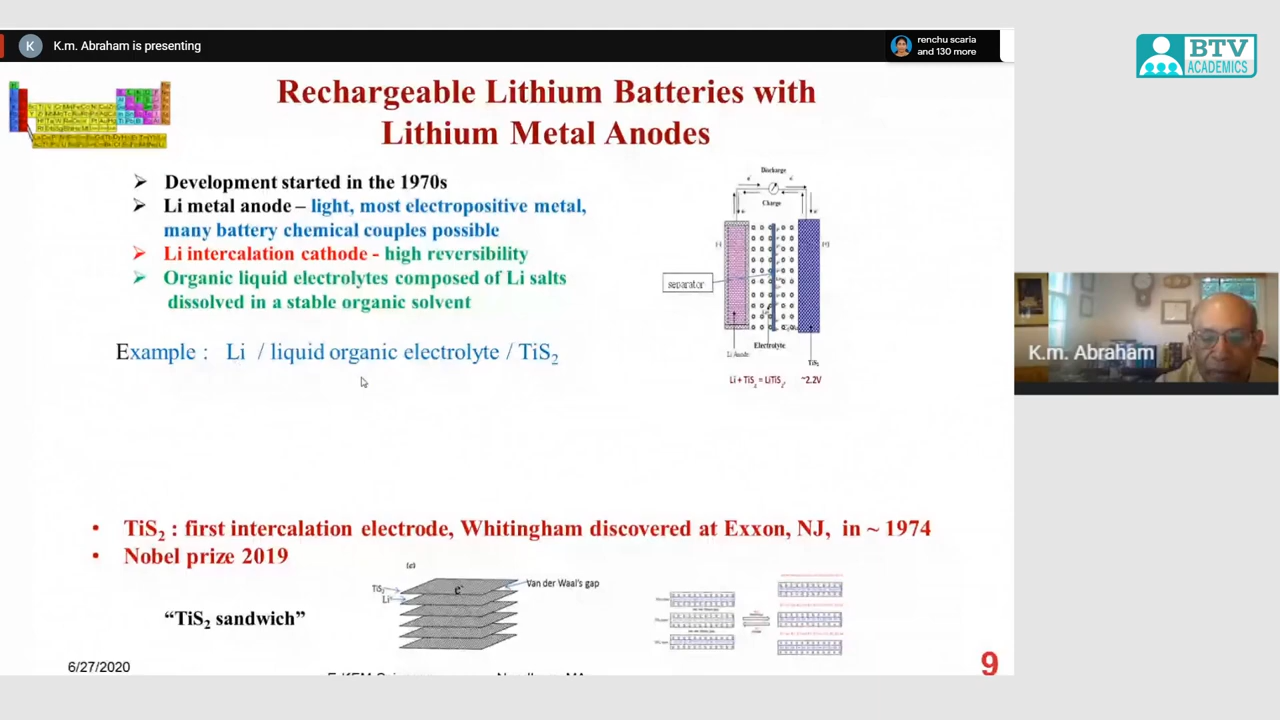 K
K.m. Abraham is presenting
renchu scaria
and 130 more
BTV
ACADEMICS
Rechargeable Lithium Batteries with
Lithium Metal Anodes
➢ Development started in the 1970s
➢ Li metal anode – light, most electropositive metal,
many battery chemical couples possible
➢ Li intercalation cathode - high reversibility
➢ Organic liquid electrolytes composed of Li salts
dissolved in a stable organic solvent
Example : Li / liquid organic electrolyte / TiS₂
Discharge
Charge
(-)
(+)
separator
Electrolyte
Li Anode
TiS₂
Li + TiS₂ = LiTiS₂, ~2.2V
K.m. Abraham
• TiS₂ : first intercalation electrode, Whitingham discovered at Exxon, NJ, in ~ 1974
• Nobel prize 2019
"TiS₂ sandwich"
TiS₂
Li⁺
e⁻
Van der Waal's gap
6/27/2020
9